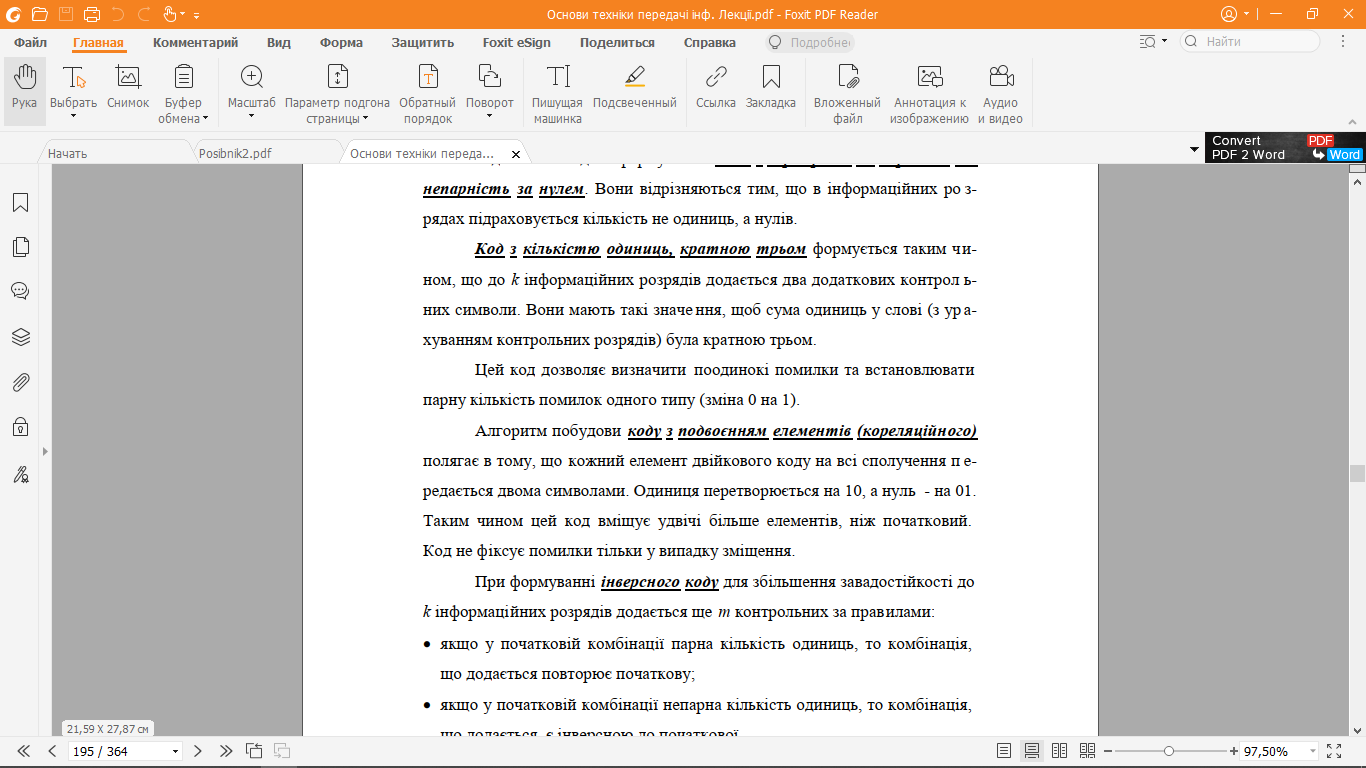 Основи техніки передачі інф. Лекції.pdf - Foxit PDF Reader
Файл Главная Комментарий Вид Форма Защитить Foxit eSign Поделиться Справка Подробнее Найти
Рука Выбрать Снимок Буфер обмена Масштаб Параметр подгона страницы Обратный порядок Поворот Пишущая машинка Подсвеченный Ссылка Закладка Вложенный файл Аннотация к изображению Аудио и видео
Начать Posibnik2.pdf Основи техніки переда...
Convert PDF
PDF 2 Word Word
непарність за нулем. Вони відрізняються тим, що в інформаційних роз-
рядах підраховується кількість не одиниць, а нулів.
Код з кількістю одиниць, кратною трьом формується таким чи-
ном, що до k інформаційних розрядів додається два додаткових контроль-
них символи. Вони мають такі значення, щоб сума одиниць у слові (з ура-
хуванням контрольних розрядів) була кратною трьом.
Цей код дозволяє визначити поодинокі помилки та встановлювати
парну кількість помилок одного типу (зміна 0 на 1).
Алгоритм побудови коду з подвоєнням елементів (кореляційного)
полягає в тому, що кожний елемент двійкового коду на всі сполучення пе-
редається двома символами. Одиниця перетворюється на 10, а нуль - на 01.
Таким чином цей код вміщує удвічі більше елементів, ніж початковий.
Код не фіксує помилки тільки у випадку зміщення.
При формуванні інверсного коду для збільшення завадостійкості до
k інформаційних розрядів додається ще m контрольних за правилами:
• якщо у початковій комбінації парна кількість одиниць, то комбінація,
що додається повторює початкову;
• якщо у початковій комбінації непарна кількість одиниць, то комбінація,
що додається, є інверсною до початкової.
21,59 X 27,87 см
195 / 364 97,50%